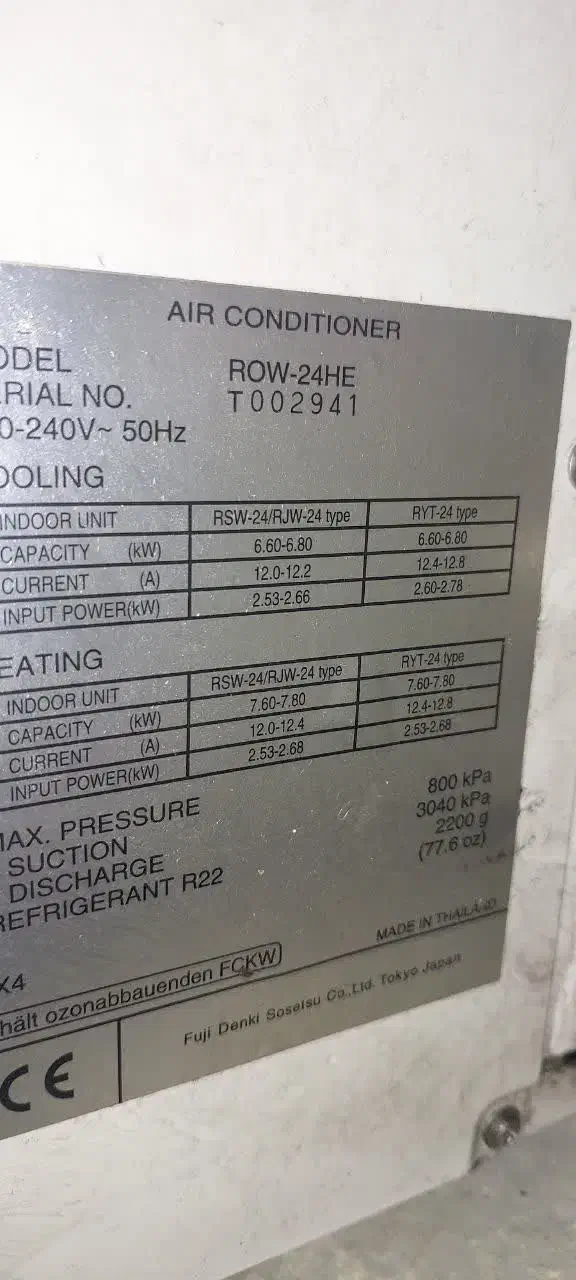 AIR CONDITIONER
ODEL ROW-24HE
RIAL NO. T002941
0-240V~ 50Hz
OOLING
INDOOR UNIT RSW-24/RJW-24 type RYT-24 type
CAPACITY (kW) 6.60-6.80 6.60-6.80
CURRENT (A) 12.0-12.2 12.4-12.8
INPUT POWER(kW) 2.53-2.66 2.60-2.78
EATING
INDOOR UNIT RSW-24/RJW-24 type RYT-24 type
CAPACITY (kW) 7.60-7.80 7.60-7.80
CURRENT (A) 12.0-12.4 12.4-12.8
INPUT POWER(kW) 2.53-2.68 2.53-2.68
AX. PRESSURE
SUCTION 800 kPa
DISCHARGE 3040 kPa
REFRIGERANT R22 2200 g
(77.6 oz)
MADE IN THAILAND
X4
hält ozonabbauenden FCKW
Fuji Denki Soseisu Co.,Ltd. Tokyo Japan
CE